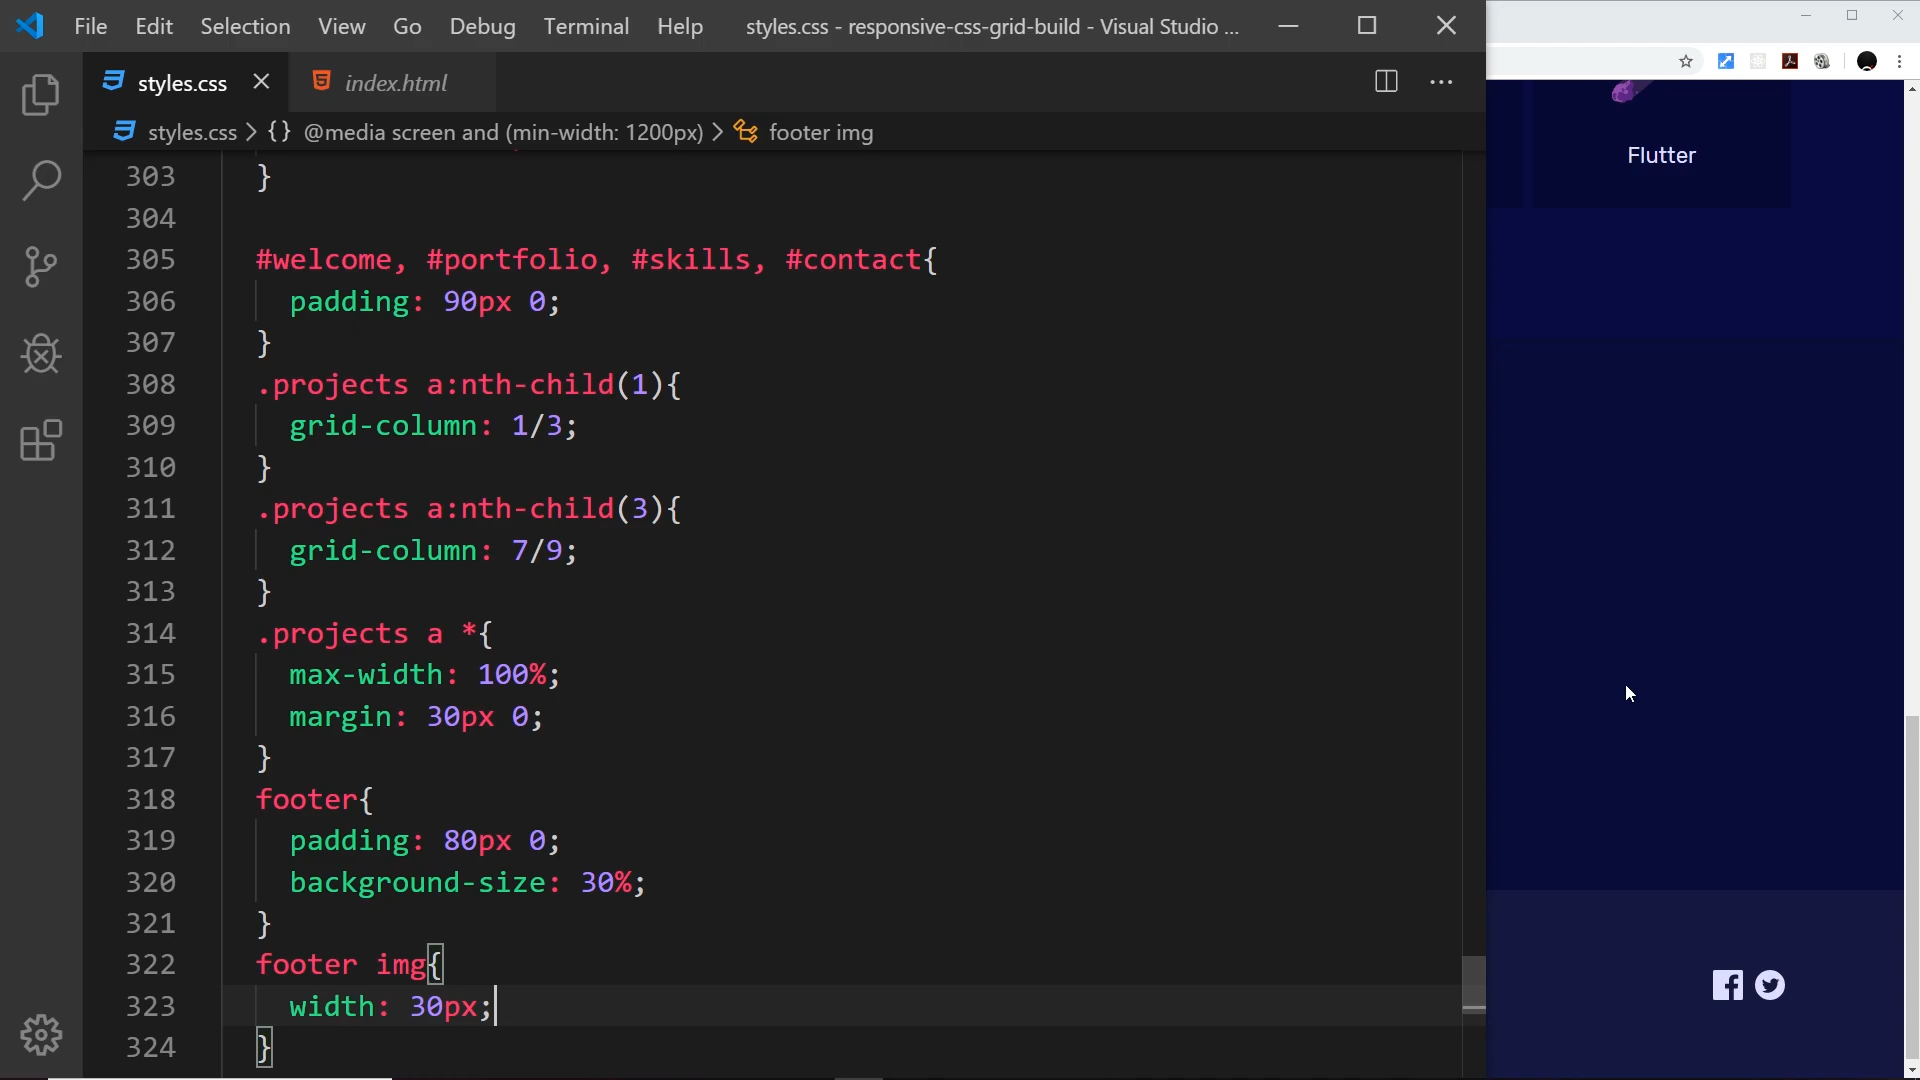 File Edit Selection View Go Debug Terminal Help styles.css - responsive-css-grid-build - Visual Studio ...
styles.css index.html
styles.css > {} @media screen and (min-width: 1200px) > footer img
303 }
304
305 #welcome, #portfolio, #skills, #contact{
306 padding: 90px 0;
307 }
308 .projects a:nth-child(1){
309 grid-column: 1/3;
310 }
311 .projects a:nth-child(3){
312 grid-column: 7/9;
313 }
314 .projects a *{
315 max-width: 100%;
316 margin: 30px 0;
317 }
318 footer{
319 padding: 80px 0;
320 background-size: 30%;
321 }
322 footer img{
323 width: 30px;
324 }
Flutter